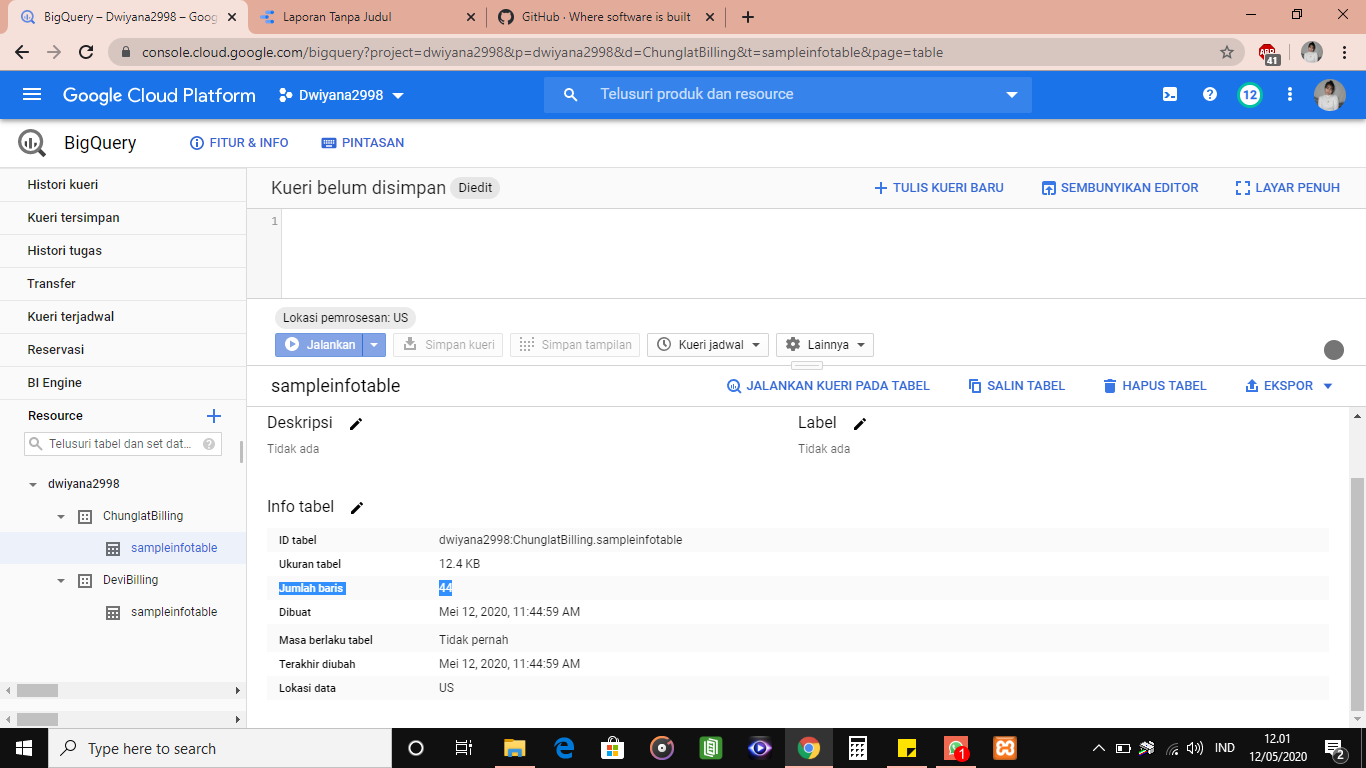 BigQuery – Dwiyana2998 – Goog
Laporan Tanpa Judul
GitHub · Where software is built
console.cloud.google.com/bigquery?project=dwiyana2998&p=dwiyana2998&d=ChunglatBilling&t=sampleinfotable&page=table
ABP
41
Google Cloud Platform
Dwiyana2998
Telusuri produk dan resource
12
BigQuery
FITUR & INFO
PINTASAN
Histori kueri
Kueri tersimpan
Histori tugas
Transfer
Kueri terjadwal
Reservasi
BI Engine
Resource
Telusuri tabel dan set dat...
dwiyana2998
ChunglatBilling
sampleinfotable
DeviBilling
sampleinfotable
Kueri belum disimpan Diedit
TULIS KUERI BARU
SEMBUNYIKAN EDITOR
LAYAR PENUH
1
Lokasi pemrosesan: US
Jalankan
Simpan kueri
Simpan tampilan
Kueri jadwal
Lainnya
sampleinfotable
JALANKAN KUERI PADA TABEL
SALIN TABEL
HAPUS TABEL
EKSPOR
Deskripsi
Tidak ada
Label
Tidak ada
Info tabel
ID tabel dwiyana2998:ChunglatBilling.sampleinfotable
Ukuran tabel 12.4 KB
Jumlah baris 44
Dibuat Mei 12, 2020, 11:44:59 AM
Masa berlaku tabel Tidak pernah
Terakhir diubah Mei 12, 2020, 11:44:59 AM
Lokasi data US
Type here to search
1
IND
12.01
12/05/2020
2